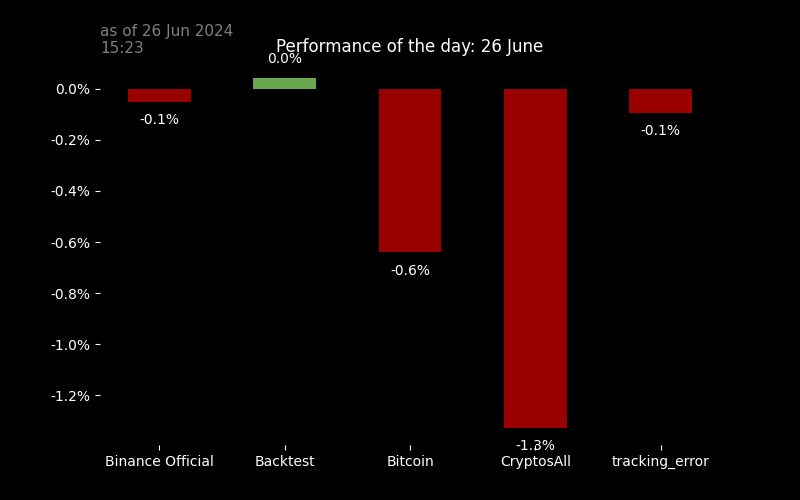 as of 26 Jun 2024
15:23
Performance of the day: 26 June
0.0%
0.0%
-0.2%
-0.4%
-0.6%
-0.8%
-1.0%
-1.2%
-0.1%
-0.6%
-1.3%
-0.1%
Binance Official
Backtest
Bitcoin
CryptosAll
tracking_error